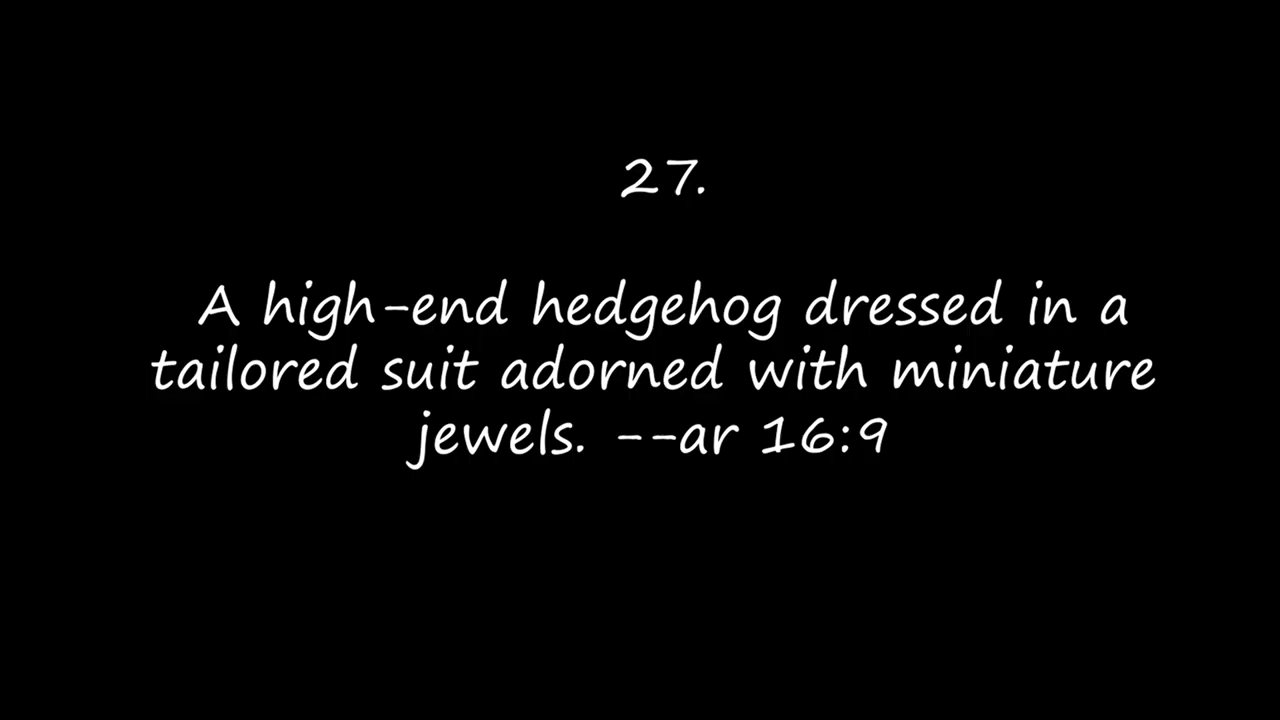 27.
A high-end hedgehog dressed in a
tailored suit adorned with miniature
jewels. --ar 16:9